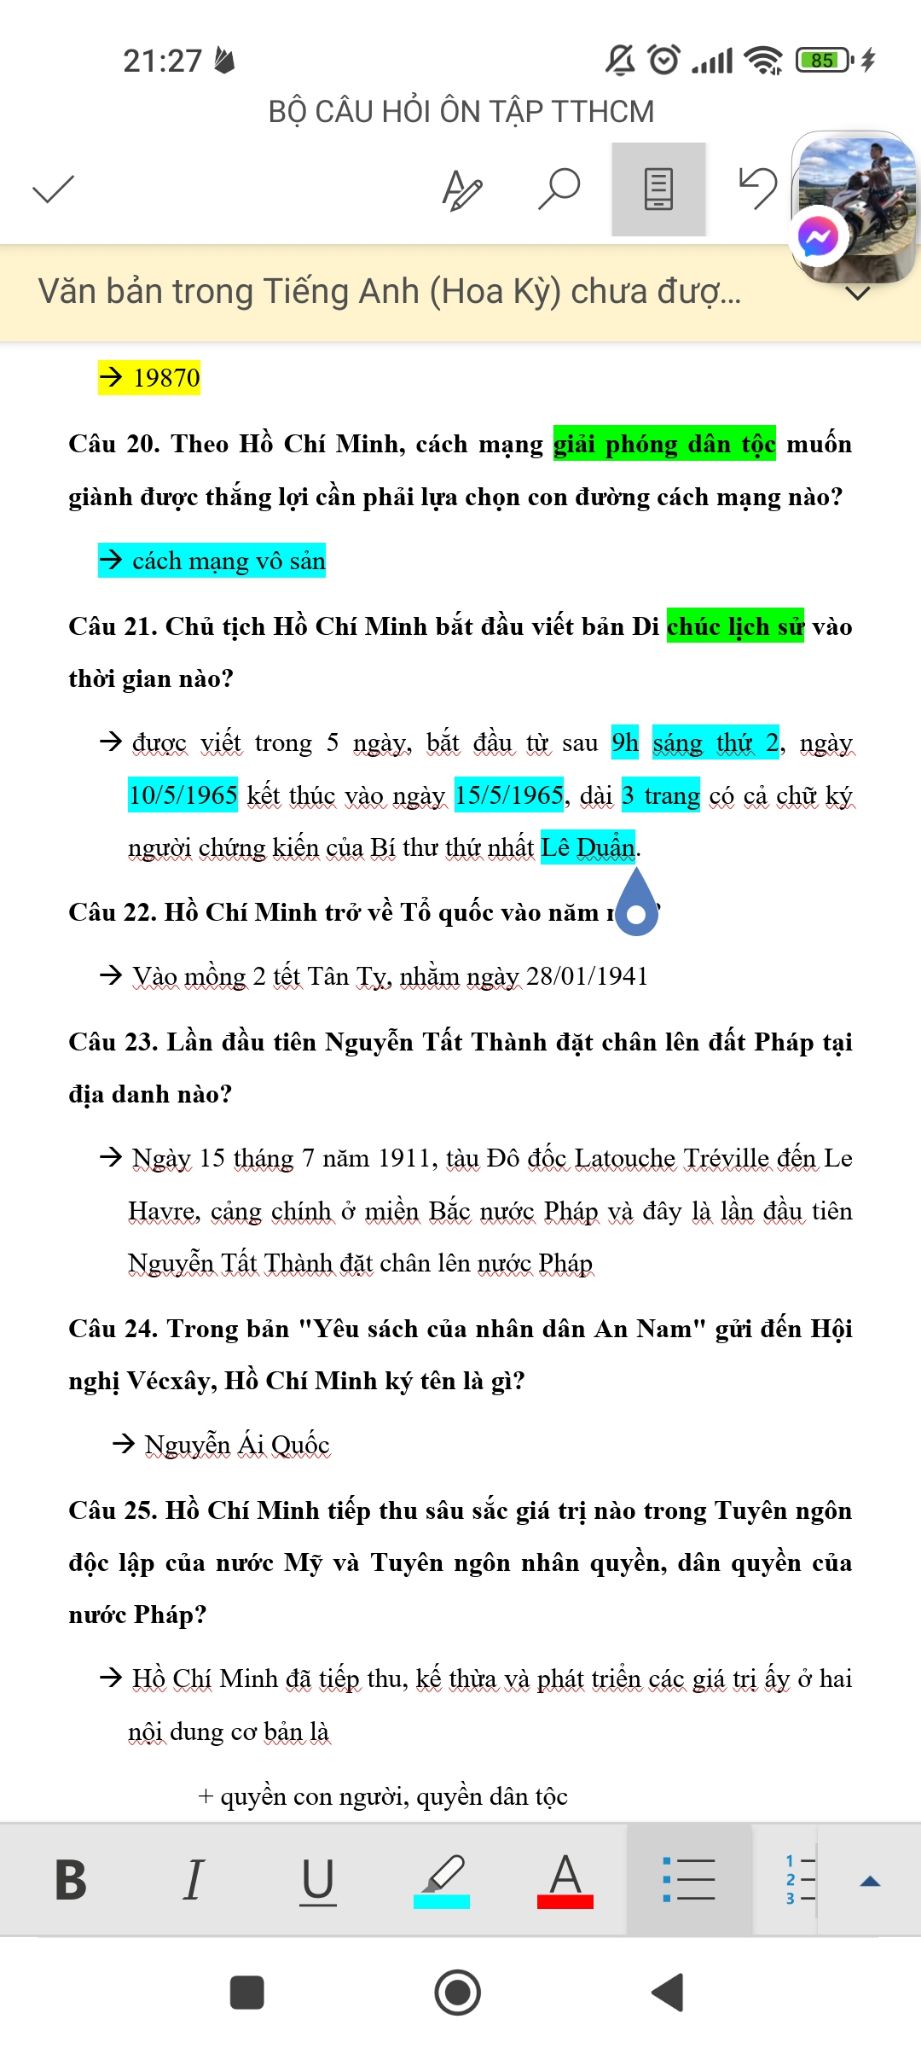 21:27
85
BỘ CÂU HỎI ÔN TẬP TTHCM
Văn bản trong Tiếng Anh (Hoa Kỳ) chưa đượ...
→ 19870
Câu 20. Theo Hồ Chí Minh, cách mạng giải phóng dân tộc muốn
giành được thắng lợi cần phải lựa chọn con đường cách mạng nào?
→ cách mạng vô sản
Câu 21. Chủ tịch Hồ Chí Minh bắt đầu viết bản Di chúc lịch sử vào
thời gian nào?
→ được viết trong 5 ngày, bắt đầu từ sau 9h sáng thứ 2, ngày
10/5/1965 kết thúc vào ngày 15/5/1965, dài 3 trang có cả chữ ký
người chứng kiến của Bí thư thứ nhất Lê Duẩn.
Câu 22. Hồ Chí Minh trở về Tổ quốc vào năm ?
→ Vào mồng 2 tết Tân Tỵ, nhằm ngày 28/01/1941
Câu 23. Lần đầu tiên Nguyễn Tất Thành đặt chân lên đất Pháp tại
địa danh nào?
→ Ngày 15 tháng 7 năm 1911, tàu Đô đốc Latouche Tréville đến Le
Havre, cảng chính ở miền Bắc nước Pháp và đây là lần đầu tiên
Nguyễn Tất Thành đặt chân lên nước Pháp
Câu 24. Trong bản "Yêu sách của nhân dân An Nam" gửi đến Hội
nghị Vécxây, Hồ Chí Minh ký tên là gì?
→ Nguyễn Ái Quốc
Câu 25. Hồ Chí Minh tiếp thu sâu sắc giá trị nào trong Tuyên ngôn
độc lập của nước Mỹ và Tuyên ngôn nhân quyền, dân quyền của
nước Pháp?
→ Hồ Chí Minh đã tiếp thu, kế thừa và phát triển các giá trị ấy ở hai
nội dung cơ bản là
+ quyền con người, quyền dân tộc
B I U A 1 2 3